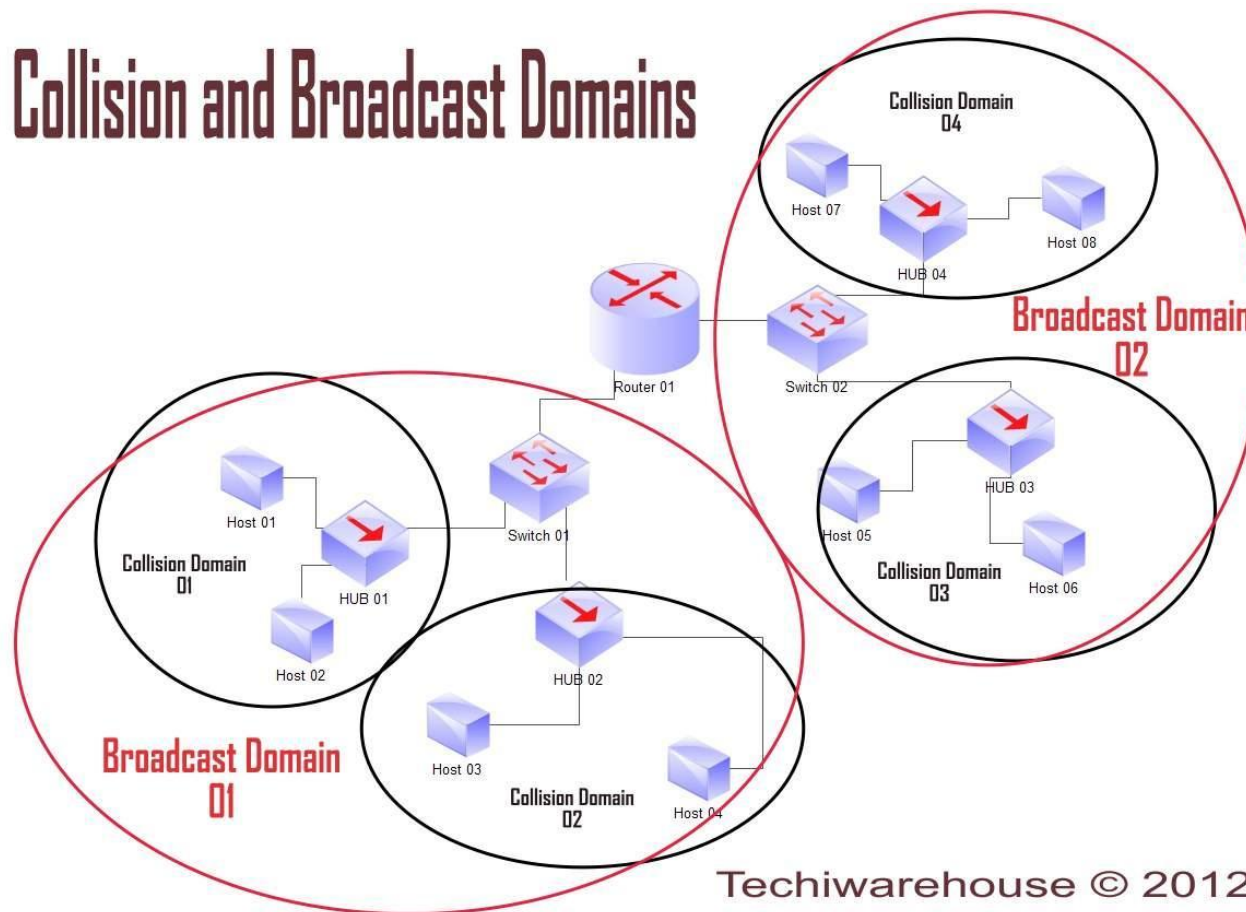 Collision and Broadcast Domains
Collision Domain
04
Host 07
Host 08
HUB 04
Broadcast Domain
02
Router 01
Switch 02
HUB 03
Host 05
Collision Domain
03
Host 06
Host 01
Switch 01
Collision Domain
01
HUB 01
Host 02
HUB 02
Broadcast Domain
01
Host 03
Collision Domain
02
Host 04
Techiwarehouse © 2012